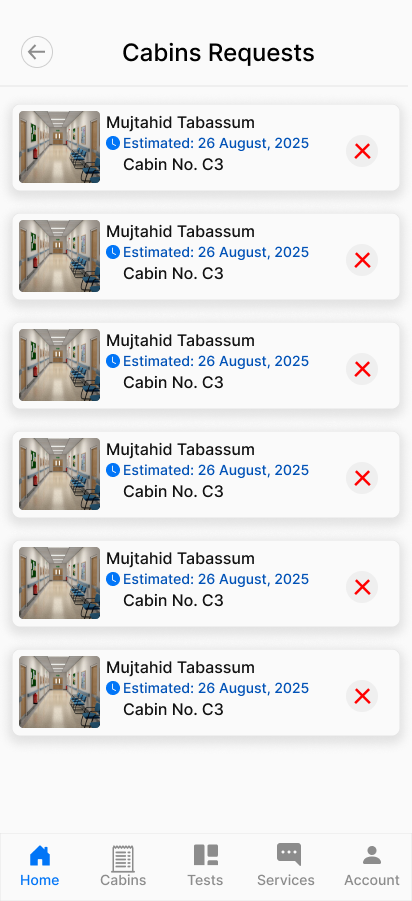 Cabins Requests
Mujtahid Tabassum
Estimated: 26 August, 2025
Cabin No. C3
Mujtahid Tabassum
Estimated: 26 August, 2025
Cabin No. C3
Mujtahid Tabassum
Estimated: 26 August, 2025
Cabin No. C3
Mujtahid Tabassum
Estimated: 26 August, 2025
Cabin No. C3
Mujtahid Tabassum
Estimated: 26 August, 2025
Cabin No. C3
Mujtahid Tabassum
Estimated: 26 August, 2025
Cabin No. C3
Home Cabins Tests Services Account